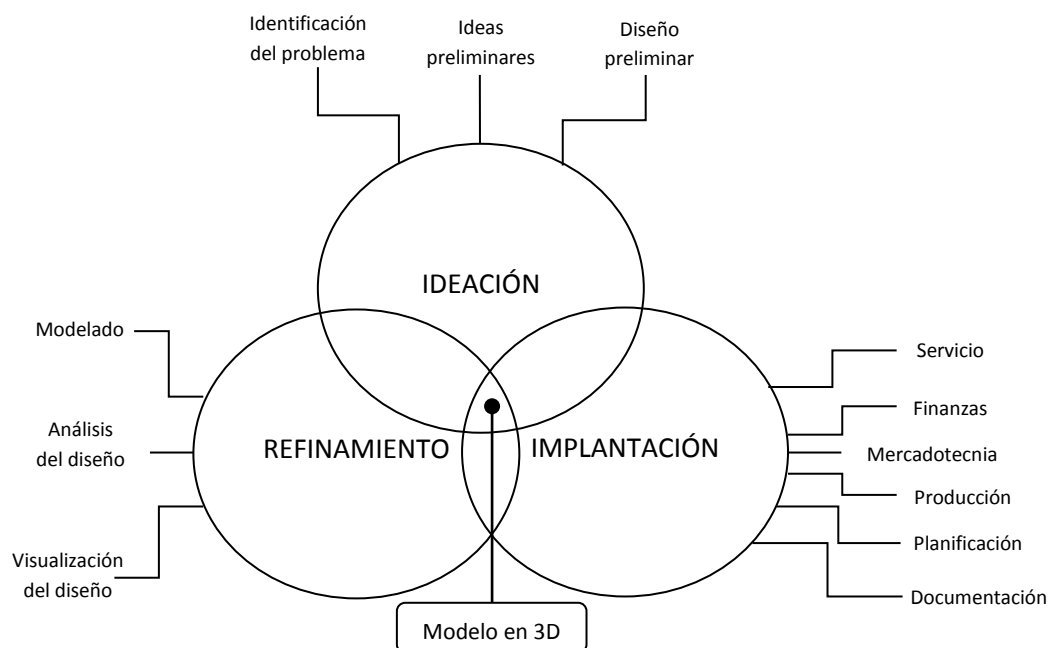 Identificación
del problema
Ideas
preliminares
Diseño
preliminar
IDEACIÓN
Modelado
Análisis
del diseño
Visualización
del diseño
REFINAMIENTO
IMPLANTACIÓN
Servicio
Finanzas
Mercadotecnia
Producción
Planificación
Documentación
Modelo en 3D